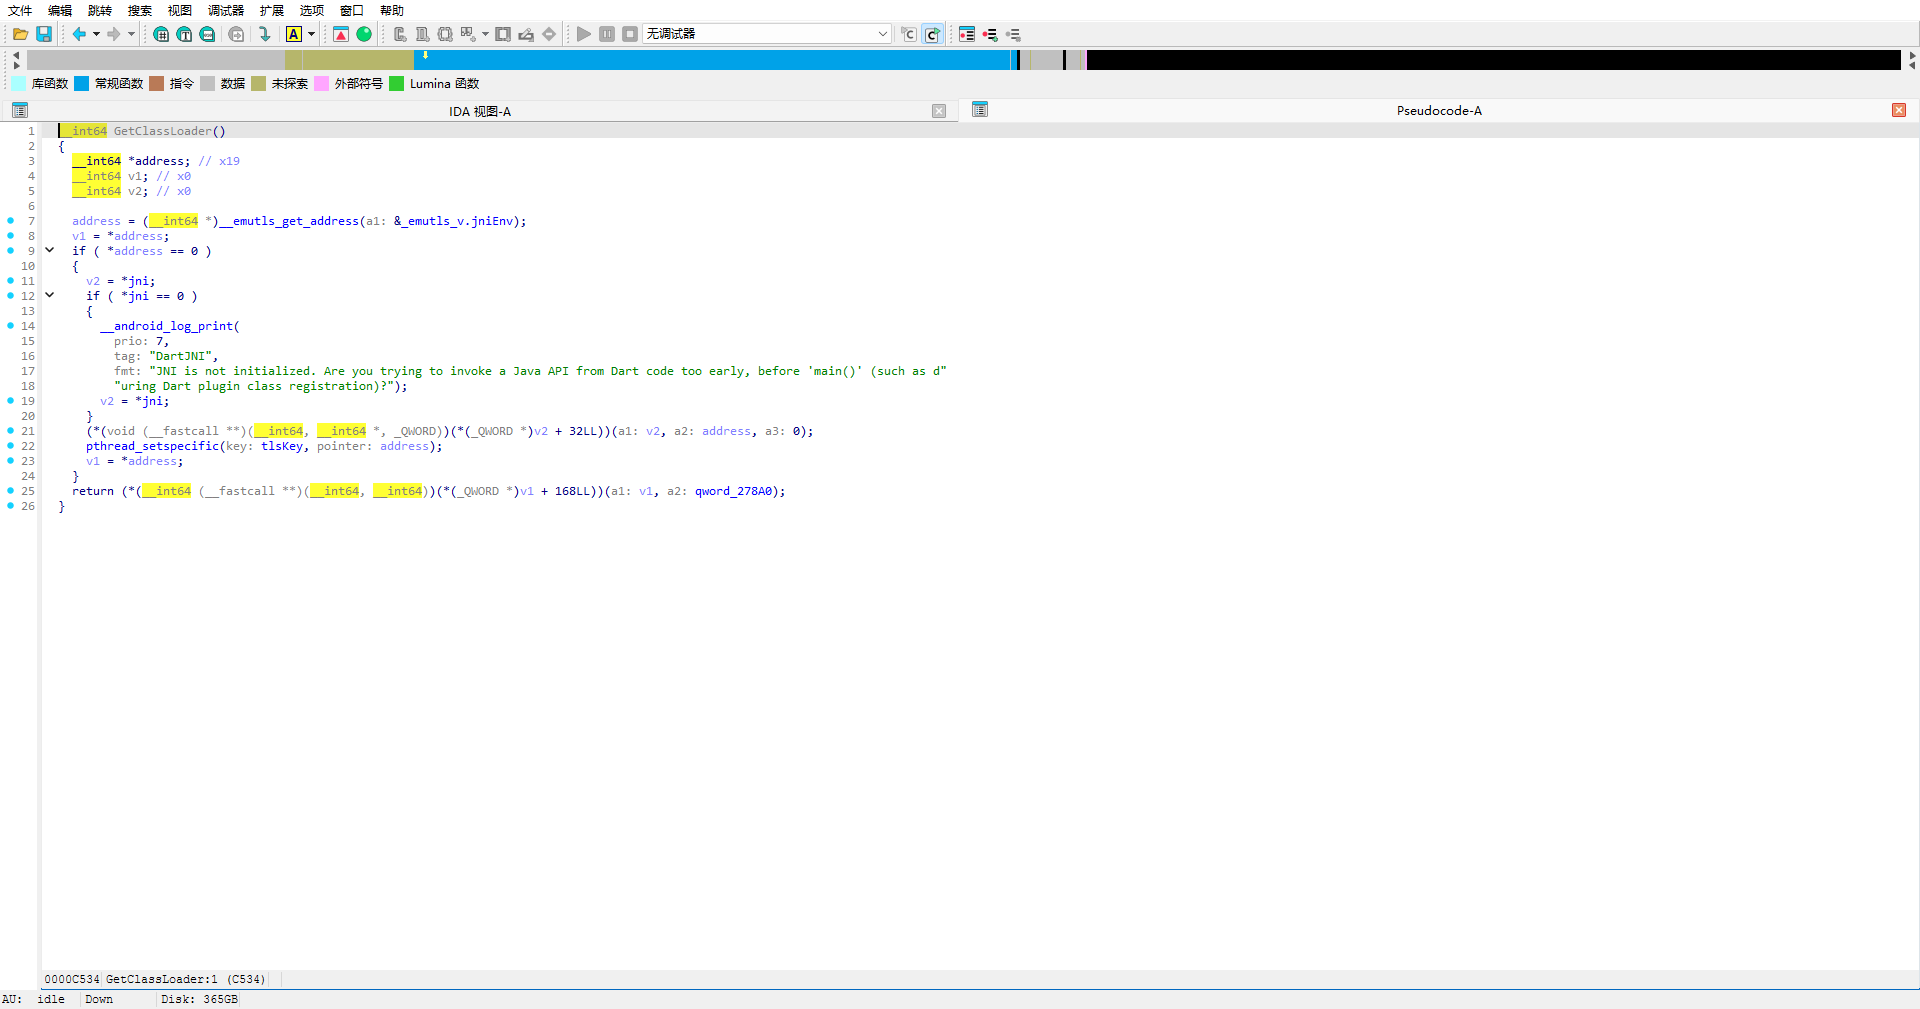 文件 编辑 跳转 搜索 视图 调试器 扩展 选项 窗口 帮助
无调试器
库函数 常规函数 指令 数据 未探索 外部符号 Lumina 函数
IDA 视图-A
Pseudocode-A
1 __int64 GetClassLoader()
2 {
3 __int64 *address; // x19
4 __int64 v1; // x0
5 __int64 v2; // x0
6
7 address = (__int64 *)__emutls_get_address(a1: &_emutls_v.jniEnv);
8 v1 = *address;
9 if ( *address == 0 )
10 {
11 v2 = *jni;
12 if ( *jni == 0 )
13 {
14 __android_log_print(
15 prio: 7,
16 tag: "DartJNI",
17 fmt: "JNI is not initialized. Are you trying to invoke a Java API from Dart code too early, before 'main()' (such as d"
18 "uring Dart plugin class registration)?");
19 v2 = *jni;
20 }
21 (*(void (__fastcall **)(__int64, __int64 *, _QWORD))(*(_QWORD *)v2 + 32LL))(a1: v2, a2: address, a3: 0);
22 pthread_setspecific(key: tlsKey, pointer: address);
23 v1 = *address;
24 }
25 return (*(__int64 (__fastcall **)(__int64, __int64))(*(_QWORD *)v1 + 168LL))(a1: v1, a2: qword_278A0);
26 }
0000C534 GetClassLoader:1 (C534)
AU: idle Down Disk: 365GB